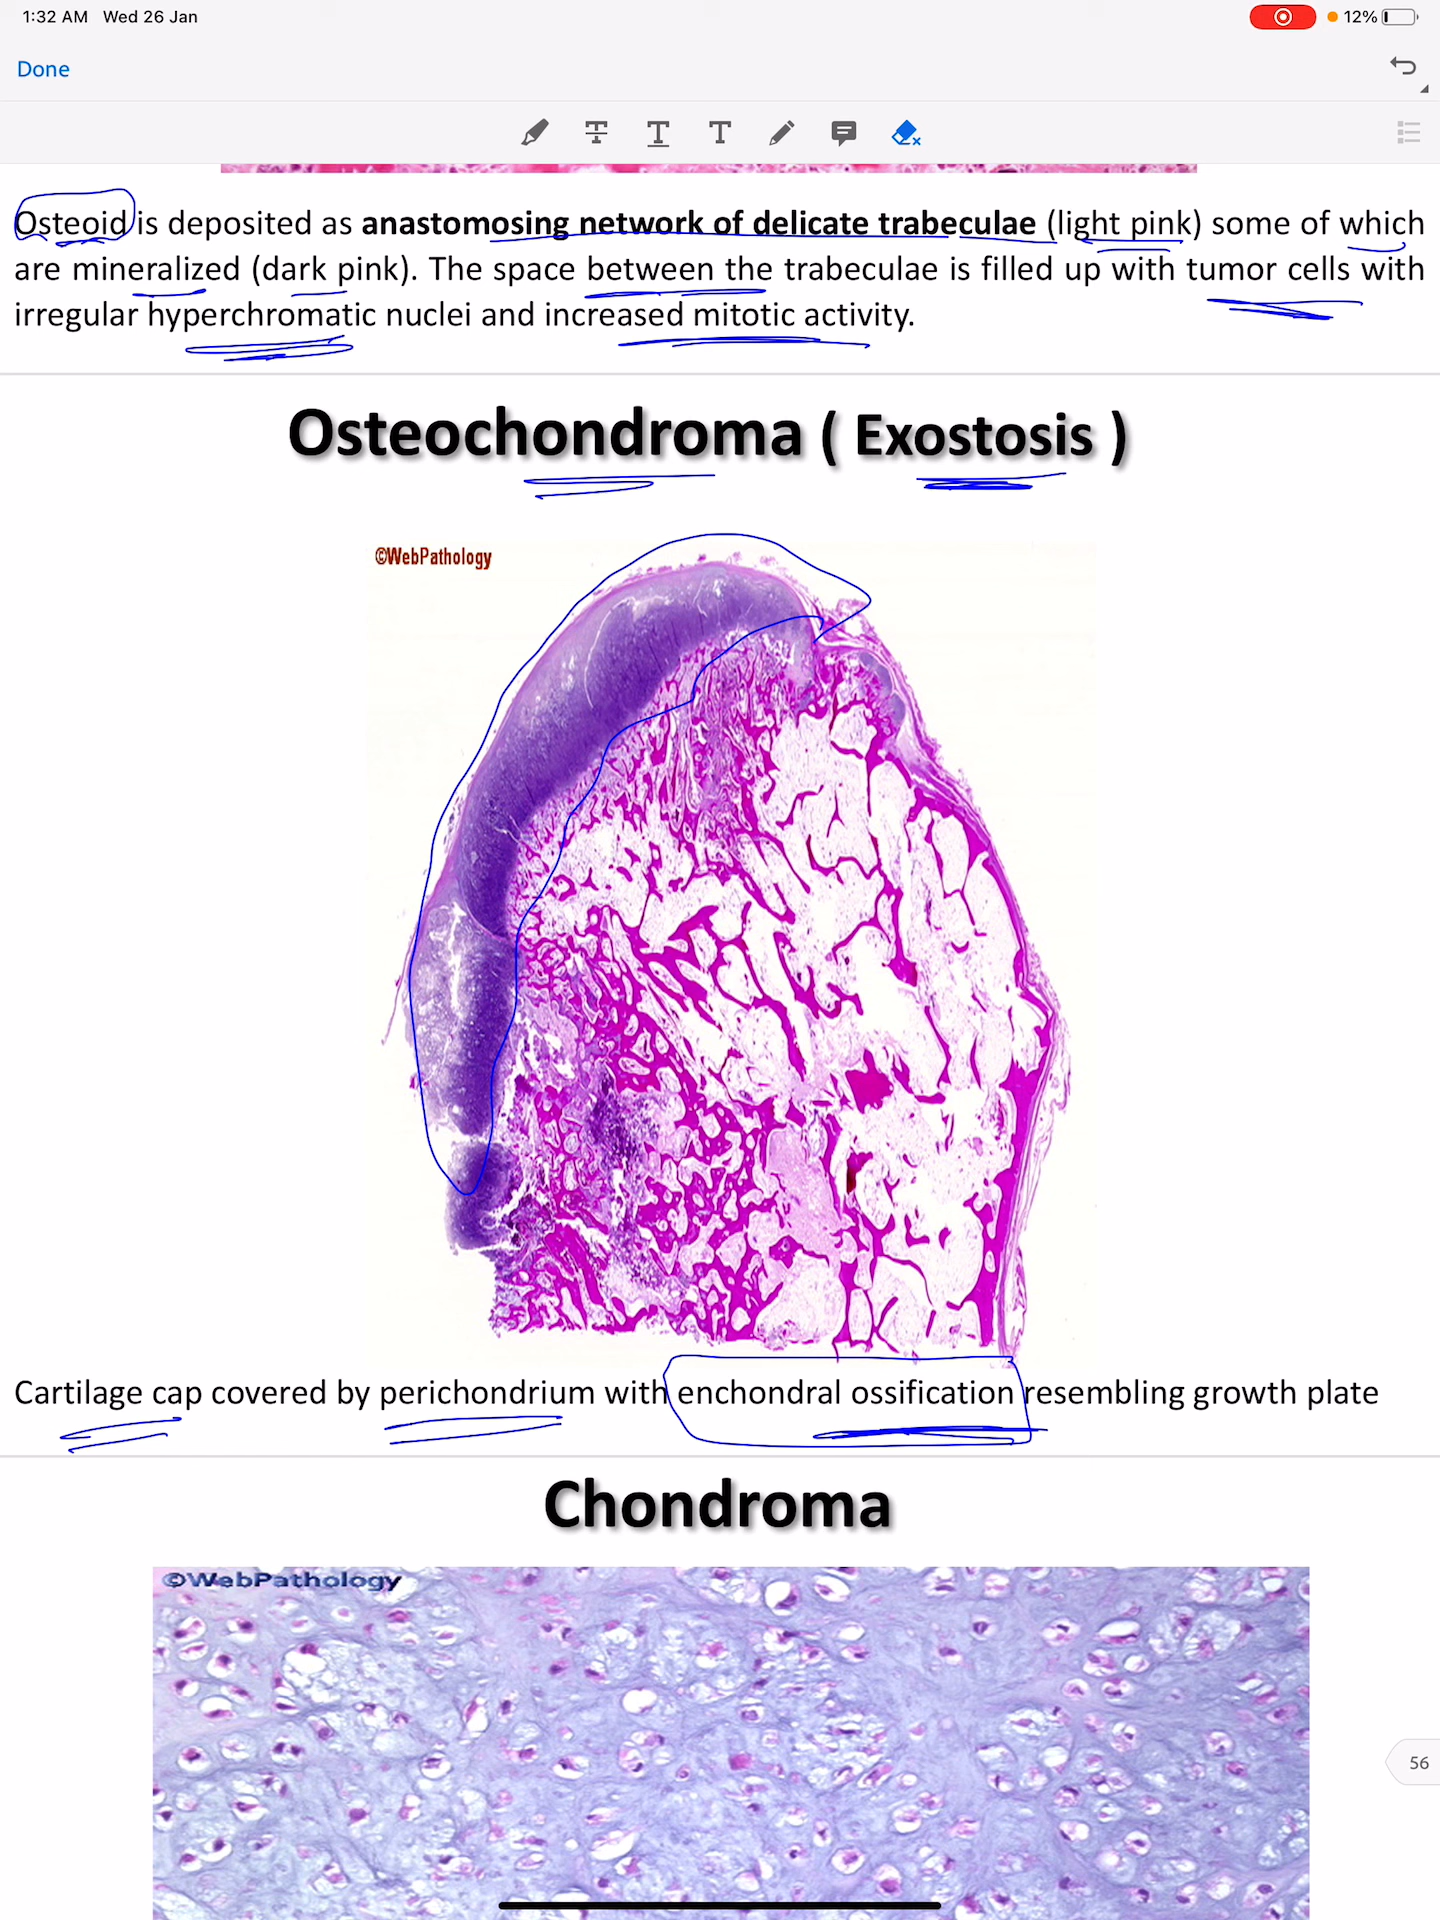 1:32 AM Wed 26 Jan
12%
Done
Osteoid is deposited as anastomosing network of delicate trabeculae (light pink) some of which
are mineralized (dark pink). The space between the trabeculae is filled up with tumor cells with
irregular hyperchromatic nuclei and increased mitotic activity.
Osteochondroma ( Exostosis )
©WebPathology
Cartilage cap covered by perichondrium with enchondral ossification resembling growth plate
Chondroma
©WebPathology
56